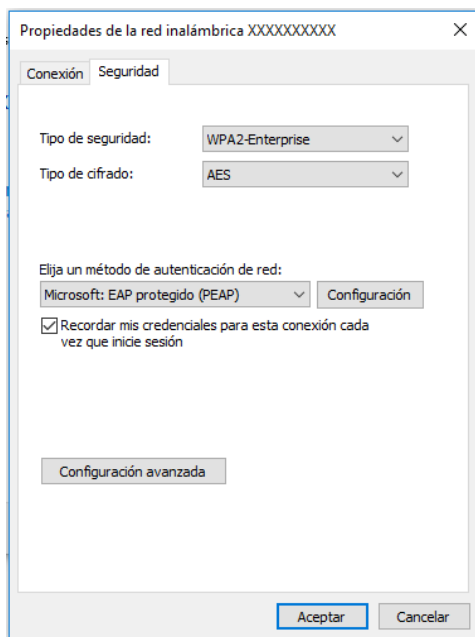 Propiedades de la red inalámbrica XXXXXXXXXX
Conexión Seguridad
Tipo de seguridad: WPA2-Enterprise
Tipo de cifrado: AES
Elija un método de autenticación de red:
Microsoft: EAP protegido (PEAP) Configuración
Recordar mis credenciales para esta conexión cada
vez que inicie sesión
Configuración avanzada
Aceptar Cancelar